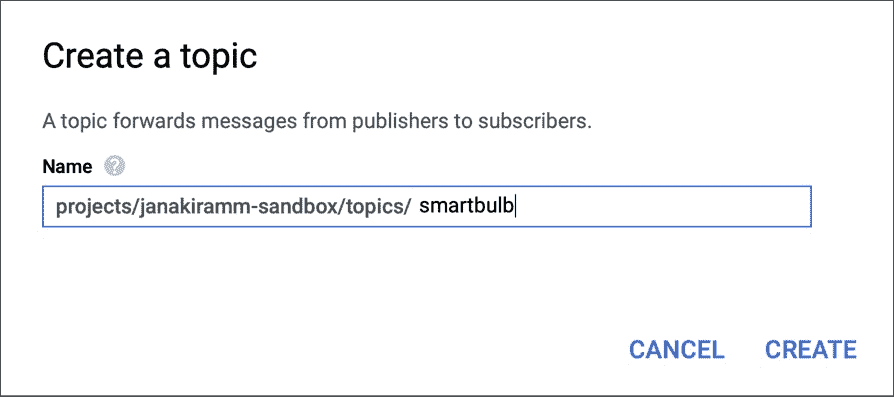 Create a topic
A topic forwards messages from publishers to subscribers.
Name ?
projects/janakiramm-sandbox/topics/ smartbulb
CANCEL CREATE